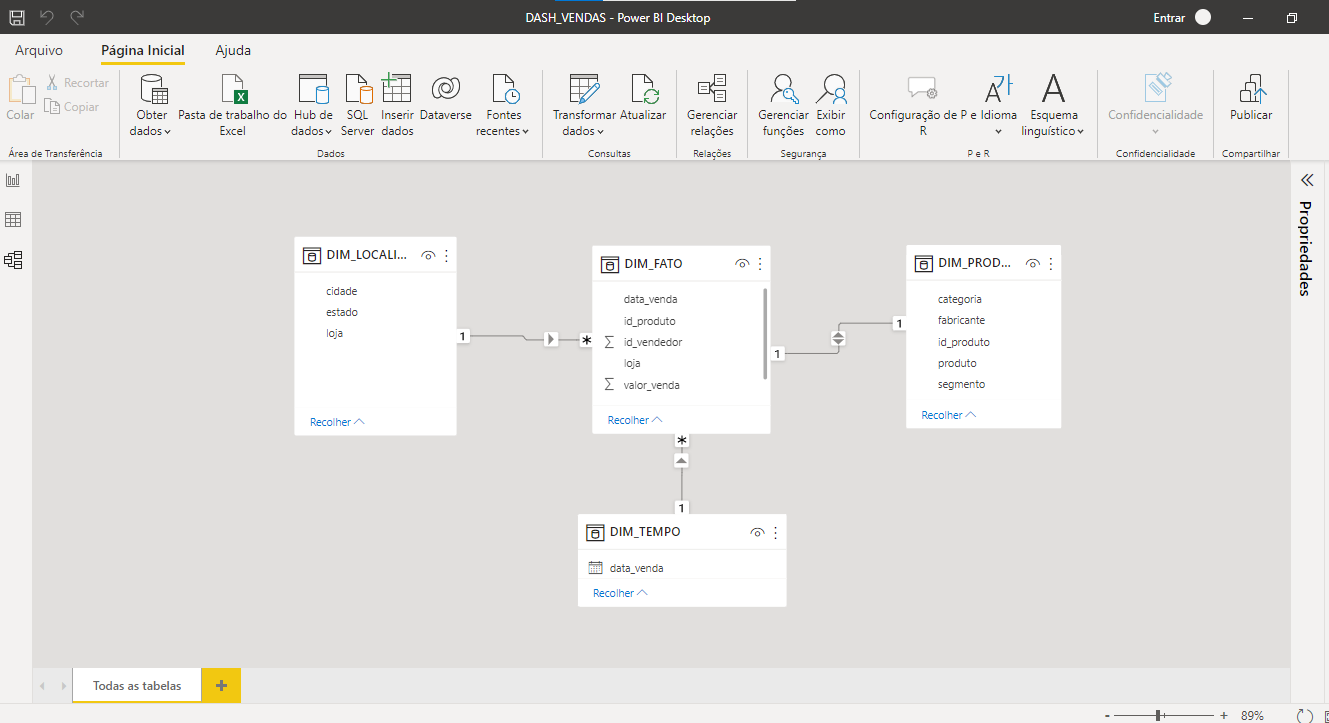 DASH_VENDAS - Power BI Desktop
Entrar
Arquivo
Página Inicial
Ajuda
Colar
Recortar
Copiar
Área de Transferência
Obter
dados
Pasta de trabalho do
Excel
Hub de
dados
SQL
Server
Inserir
dados
Dataverse
Fontes
recentes
Dados
Transformar
dados
Atualizar
Consultas
Gerenciar
relações
Relações
Gerenciar
funções
Exibir
como
Segurança
Configuração de P e
R
Idioma
Esquema
linguístico
P e R
Confidencialidade
Confidencialidade
Publicar
Compartilhar
Propriedades
DIM_LOCALI...
cidade
estado
loja
Recolher
1
*
DIM_FATO
data_venda
id_produto
Σ id_vendedor
loja
Σ valor_venda
Recolher
1
1
DIM_PROD...
categoria
fabricante
id_produto
produto
segmento
Recolher
*
1
DIM_TEMPO
data_venda
Recolher
Todas as tabelas
+
- + 89%